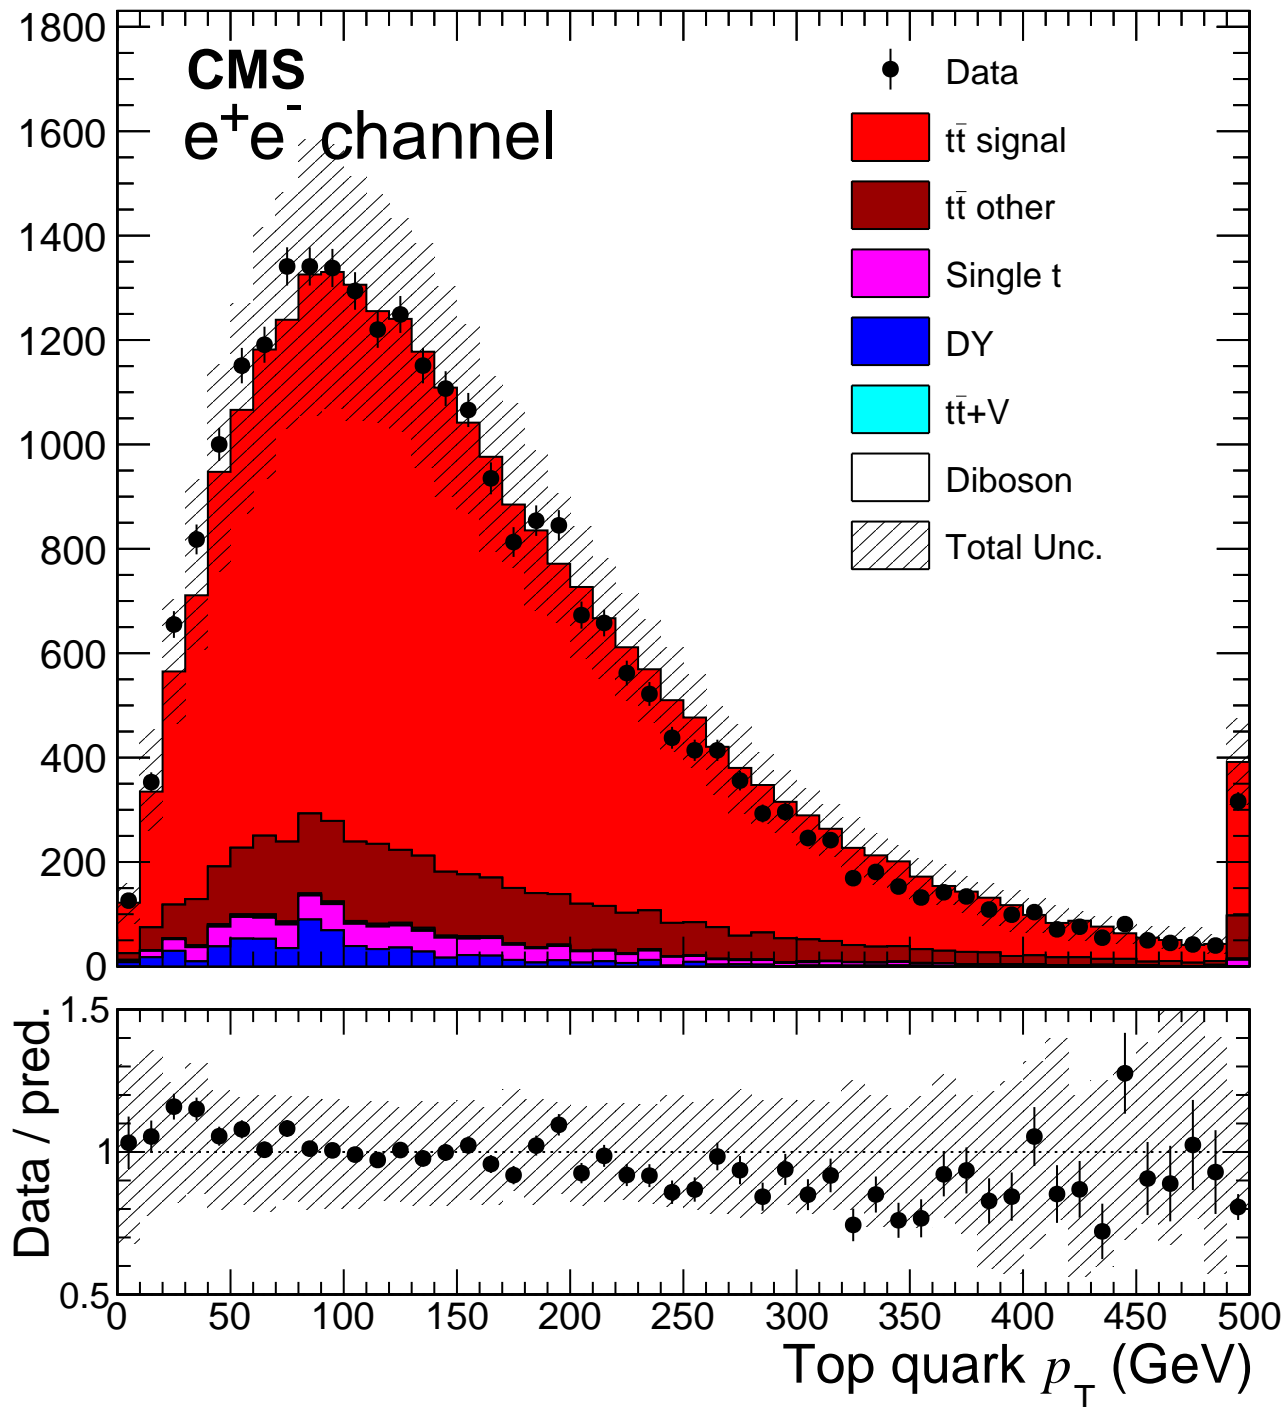 CMS
e⁺e⁻ channel
Data
tt̄ signal
tt̄ other
Single t
DY
tt̄+V
Diboson
Total Unc.
1800
1600
1400
1200
1000
800
600
400
200
0
Data / pred.
1.5
1
0.5
0 50 100 150 200 250 300 350 400 450 500
Top quark p_T (GeV)